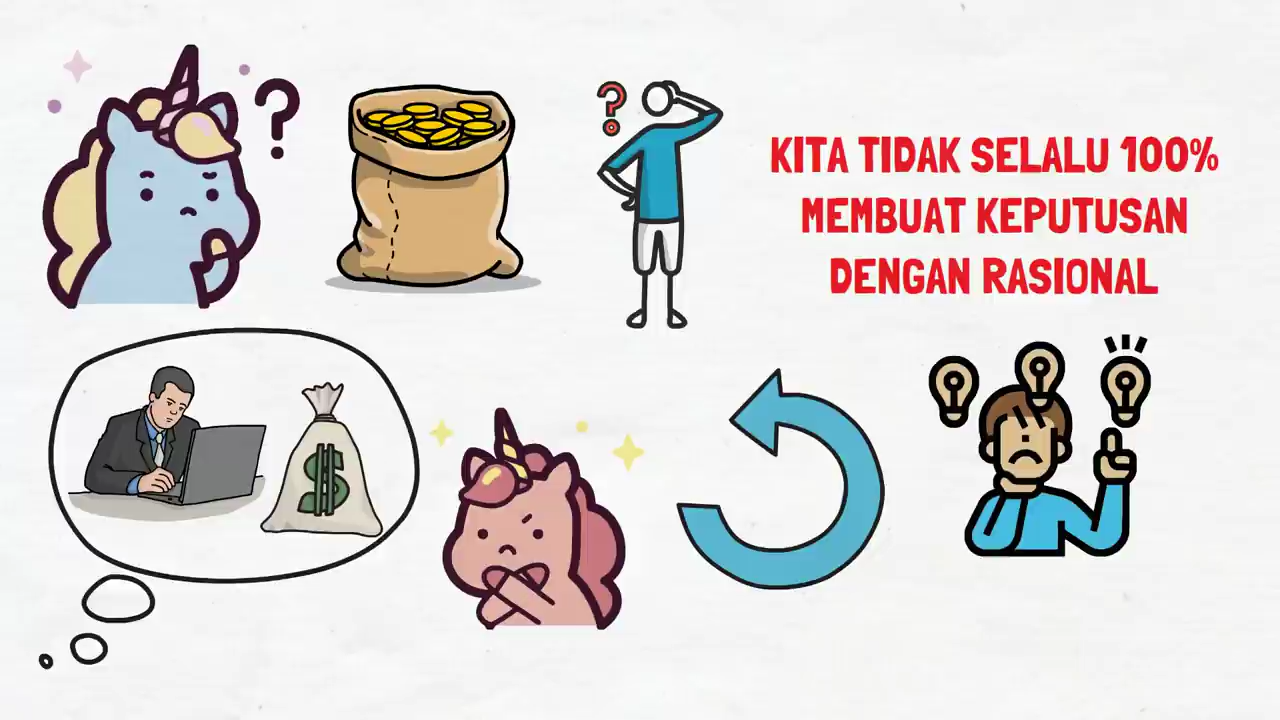 KITA TIDAK SELALU 100%
MEMBUAT KEPUTUSAN
DENGAN RASIONAL